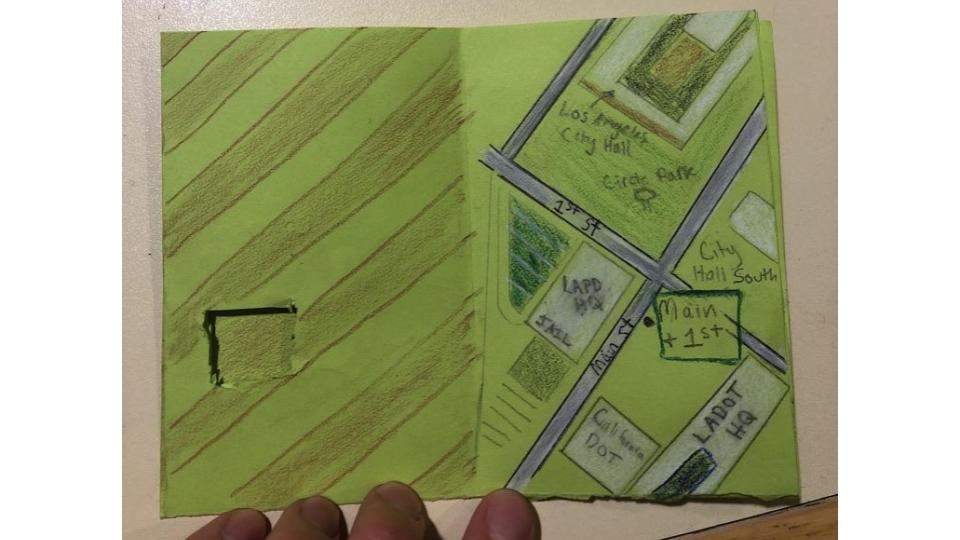 Los Angeles
City Hall
Circle Park
1st St
City
Hall South
LAPD
HQ
JAIL
Main St
Main
+ 1st
LADOT
HQ
California
DOT